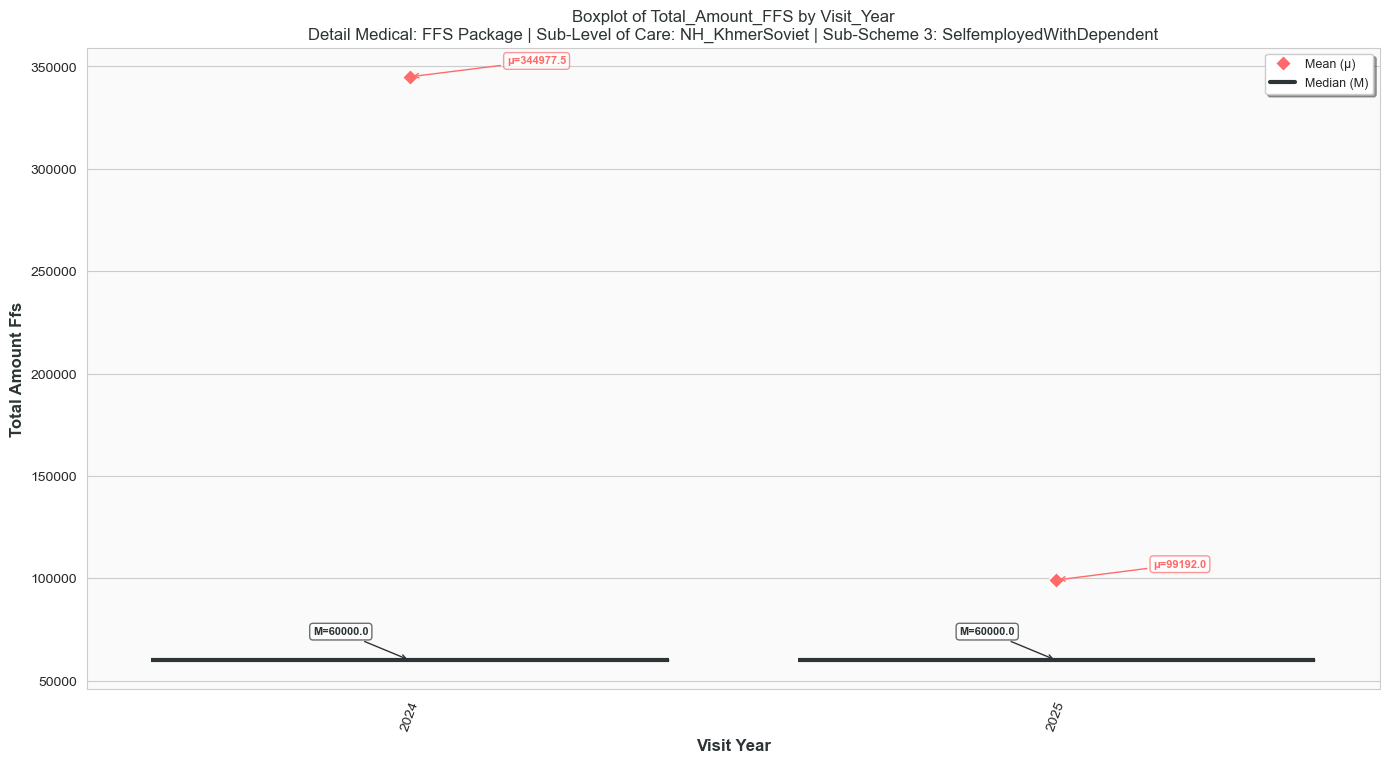 Boxplot of Total_Amount_FFS by Visit_Year
Detail Medical: FFS Package | Sub-Level of Care: NH_KhmerSoviet | Sub-Scheme 3: SelfemployedWithDependent
Mean (μ)
Median (M)
Total Amount Ffs
350000
300000
250000
200000
150000
100000
50000
μ=344977.5
μ=99192.0
M=60000.0
M=60000.0
2024
2025
Visit Year